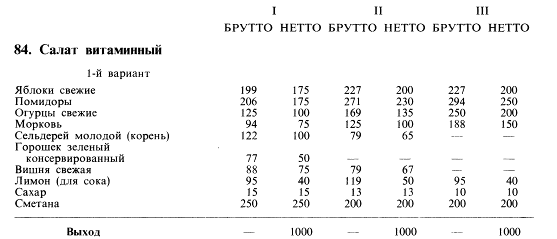 I II III
БРУТТО НЕТТО БРУТТО НЕТТО БРУТТО НЕТТО
84. Салат витаминный
1-й вариант
Яблоки свежие 199 175 227 200 227 200
Помидоры 206 175 271 230 294 250
Огурцы свежие 125 100 169 135 250 200
Морковь 94 75 125 100 188 150
Сельдерей молодой (корень) 122 100 79 65 — —
Горошек зеленый
консервированный 77 50 — — — —
Вишня свежая 88 75 79 67 — —
Лимон (для сока) 95 40 119 50 95 40
Сахар 15 15 13 13 10 10
Сметана 250 250 200 200 200 200
Выход — 1000 — 1000 — 1000